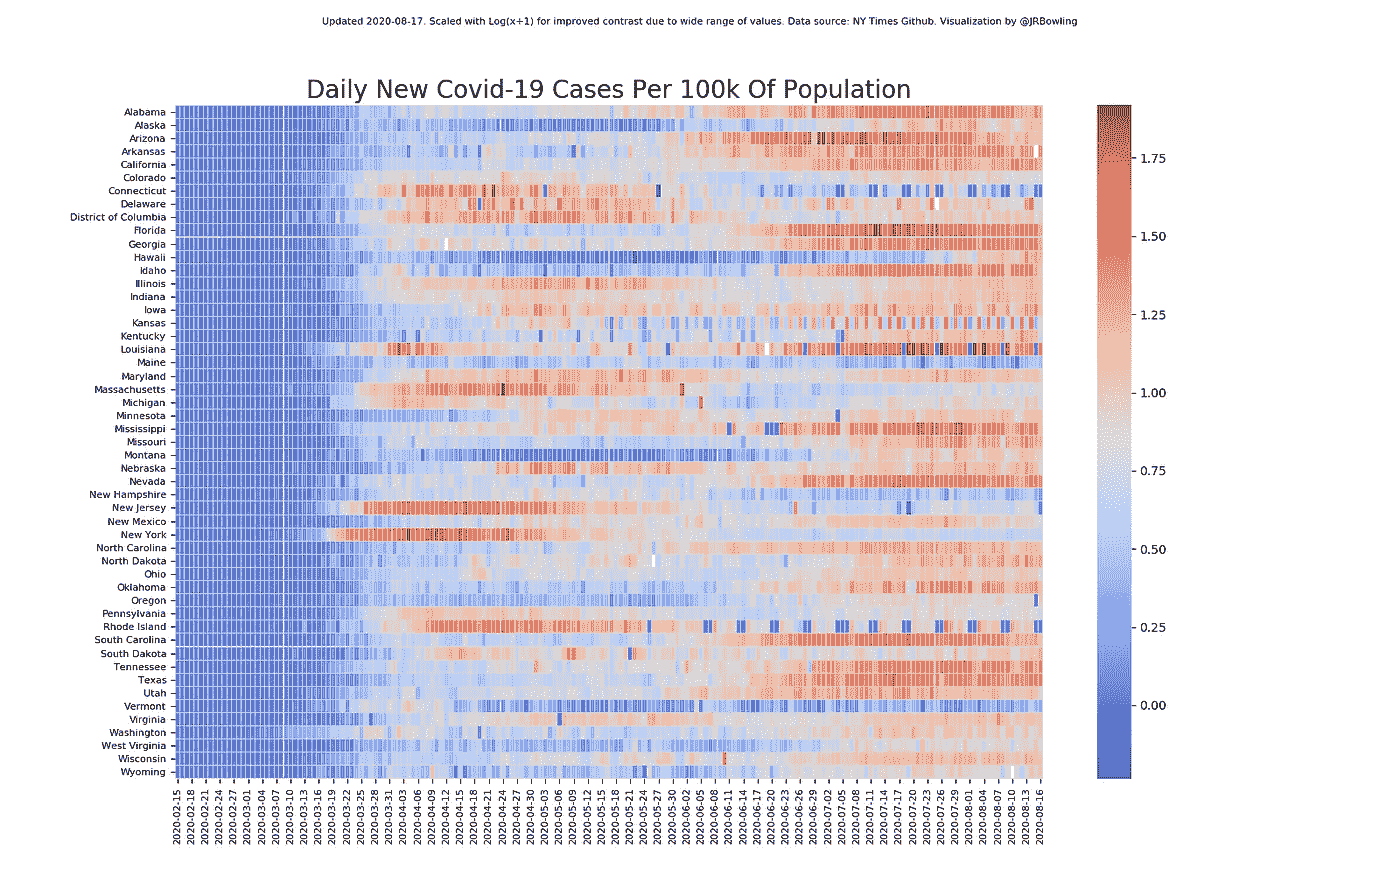 Updated 2020-08-17. Scaled with Log(x+1) for improved contrast due to wide range of values. Data source: NY Times Github. Visualization by @JRBowling
Daily New Covid-19 Cases Per 100k Of Population
Alabama
Alaska
Arizona
Arkansas
California
Colorado
Connecticut
Delaware
District of Columbia
Florida
Georgia
Hawaii
Idaho
Illinois
Indiana
Iowa
Kansas
Kentucky
Louisiana
Maine
Maryland
Massachusetts
Michigan
Minnesota
Mississippi
Missouri
Montana
Nebraska
Nevada
New Hampshire
New Jersey
New Mexico
New York
North Carolina
North Dakota
Ohio
Oklahoma
Oregon
Pennsylvania
Rhode Island
South Carolina
South Dakota
Tennessee
Texas
Utah
Vermont
Virginia
Washington
West Virginia
Wisconsin
Wyoming
1.75
1.50
1.25
1.00
0.75
0.50
0.25
0.00
2020-02-15
2020-02-18
2020-02-21
2020-02-24
2020-02-27
2020-03-01
2020-03-04
2020-03-07
2020-03-10
2020-03-13
2020-03-16
2020-03-19
2020-03-22
2020-03-25
2020-03-28
2020-03-31
2020-04-03
2020-04-06
2020-04-09
2020-04-12
2020-04-15
2020-04-18
2020-04-21
2020-04-24
2020-04-27
2020-04-30
2020-05-03
2020-05-06
2020-05-09
2020-05-12
2020-05-15
2020-05-18
2020-05-21
2020-05-24
2020-05-27
2020-05-30
2020-06-02
2020-06-05
2020-06-08
2020-06-11
2020-06-14
2020-06-17
2020-06-20
2020-06-23
2020-06-26
2020-06-29
2020-07-02
2020-07-05
2020-07-08
2020-07-11
2020-07-14
2020-07-17
2020-07-20
2020-07-23
2020-07-26
2020-07-29
2020-08-01
2020-08-04
2020-08-07
2020-08-10
2020-08-13
2020-08-16